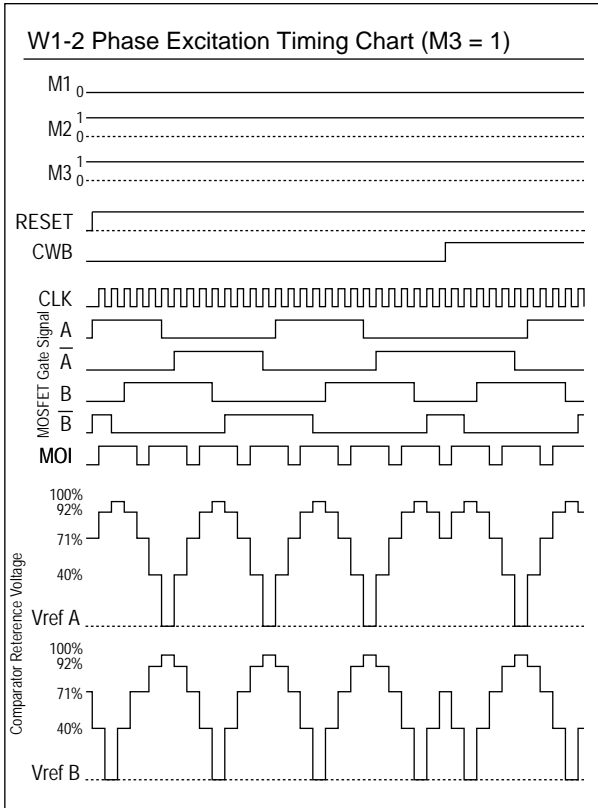 W1-2 Phase Excitation Timing Chart (M3 = 1)
M1 0
M2 1
0
M3 1
0
RESET
CWB
CLK
MOSFET Gate Signal
A
A̅
B
B̅
MOI
Comparator Reterence Voltage
100%
92%
71%
40%
Vref A
100%
92%
71%
40%
Vref B